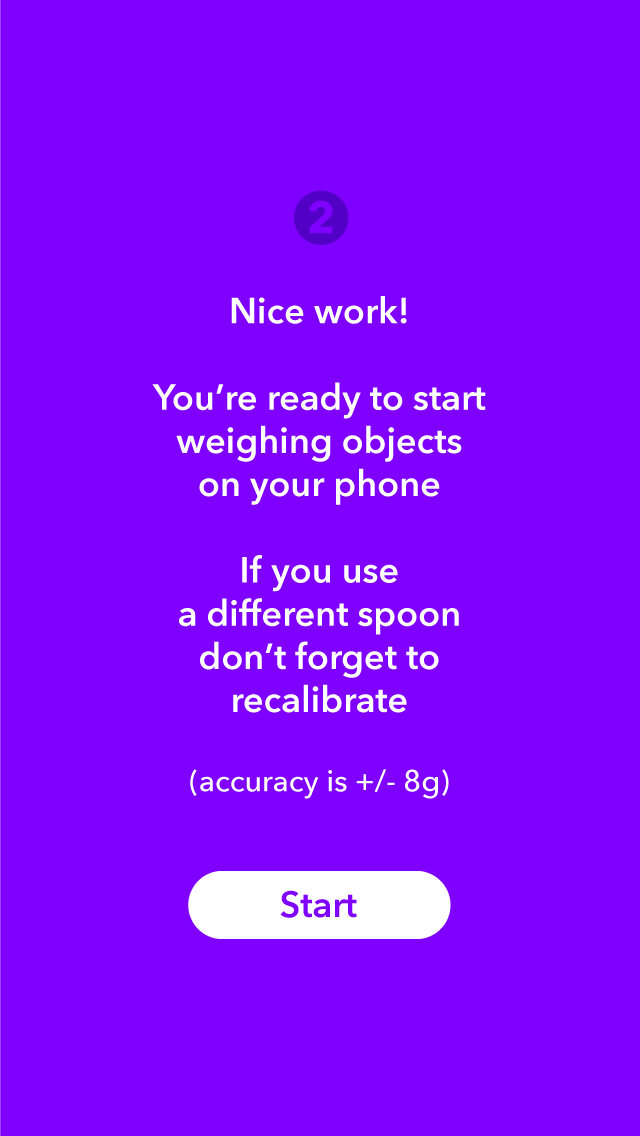 2
Nice work!
You’re ready to start
weighing objects
on your phone
If you use
a different spoon
don’t forget to
recalibrate
(accuracy is +/- 8g)
Start